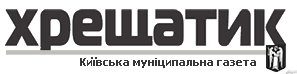 хрещатик
Київська муніципальна газета